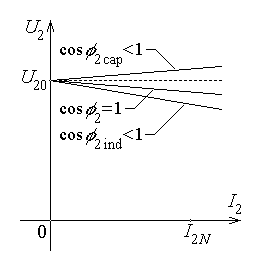 U₂
cos ϕ₂ cap <1
U₂₀
cos ϕ₂=1
cos ϕ₂ ind <1
I₂
0
I₂N